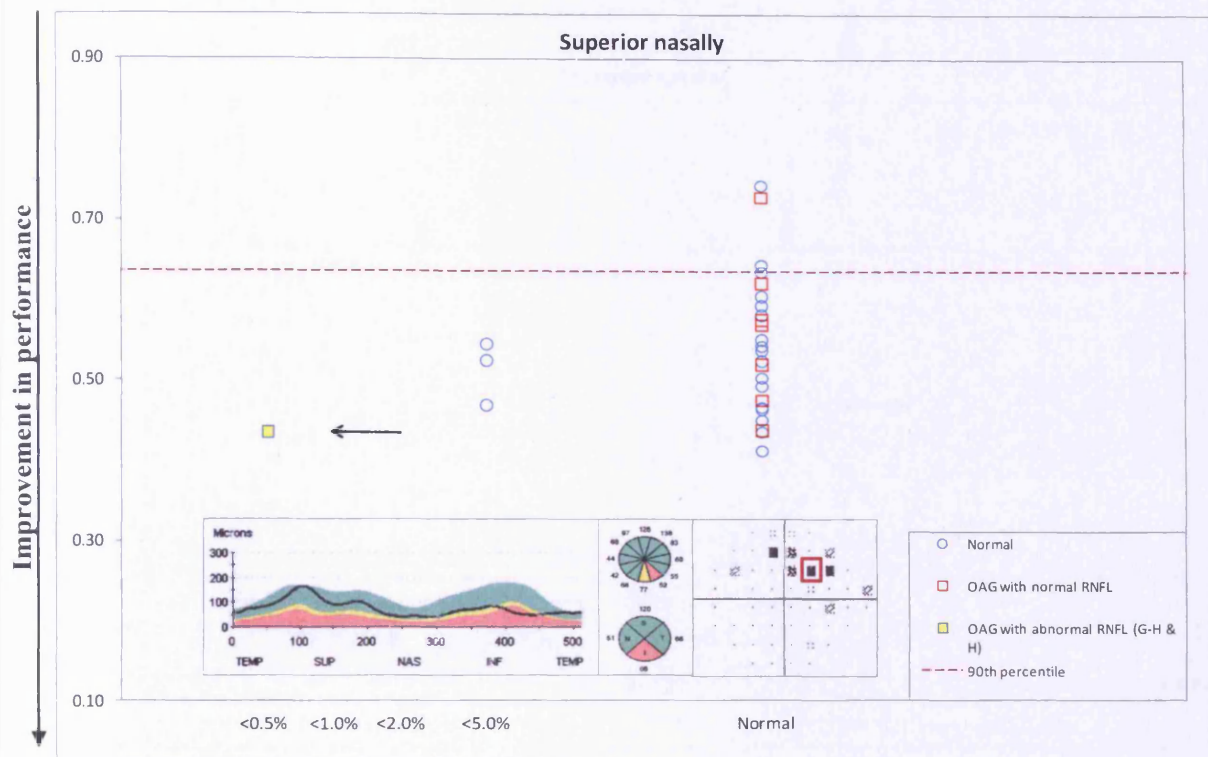 Superior nasally
Improvement in performance
0.90
0.70
0.50
0.30
0.10
<0.5% <1.0% <2.0% <5.0% Normal
Microns
300
200
100
0
0 100 200 300 400 500
TEMP SUP NAS INF TEMP
120
Normal
OAG with normal RNFL
OAG with abnormal RNFL (G-H &
H)
90th percentile